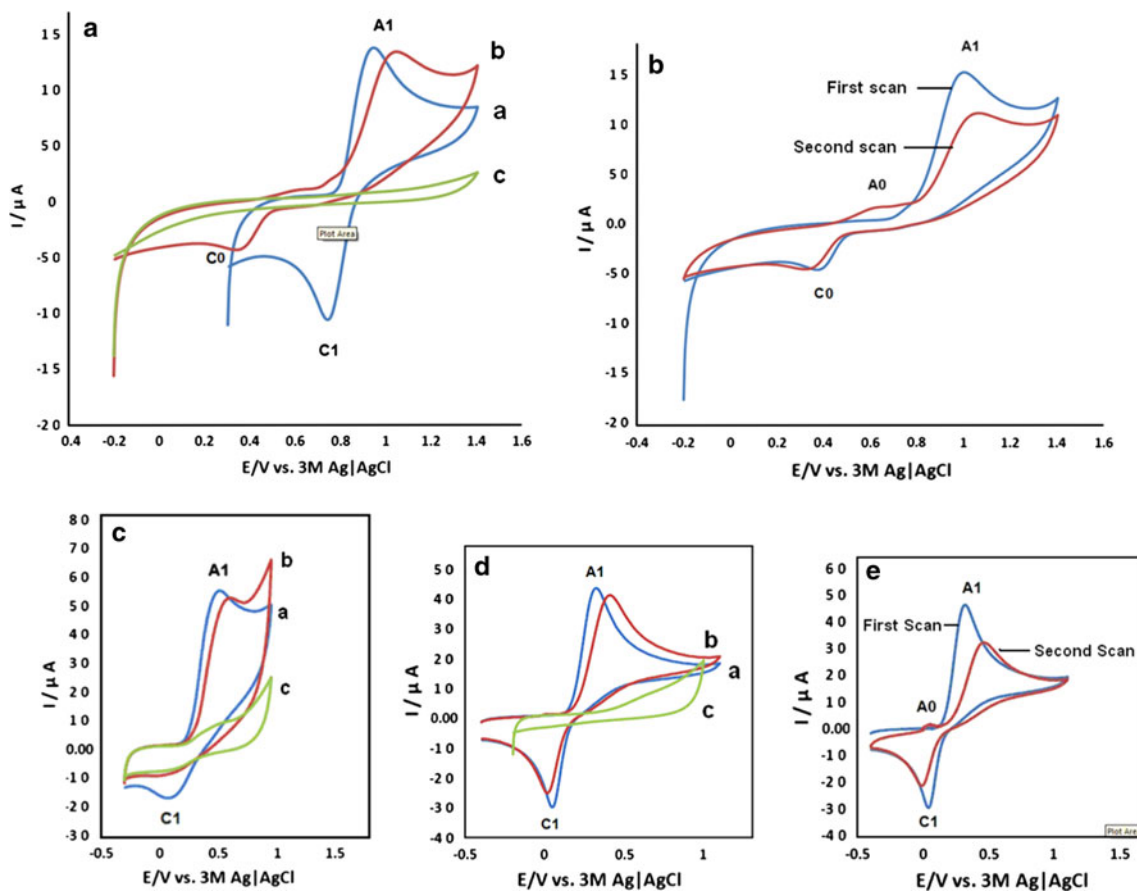 a
A1
b
a
c
Plot Area
C0
C1
I / µ A
15
10
5
0
-5
-10
-15
-20
0.4 -0.2 0 0.2 0.4 0.6 0.8 1 1.2 1.4 1.6
E/V vs. 3M Ag|AgCl
b
A1
First scan
Second scan
A0
C0
I / µ A
15
10
5
0.0
-5
-10
-15
-20
-0.4 -0.2 0 0.2 0.4 0.6 0.8 1 1.2 1.4 1.6
E/V vs. 3M Ag|AgCl
c
A1
b
a
c
C1
I / µ A
80
70
60
50
40
30
20
10
0.00
-10
-20
-30
-0.5 0 0.5 1
E/V vs. 3M Ag|AgCl
d
A1
b
a
c
C1
I / µ A
50
40
30
20
10
0.00
-10
-20
-30
-40
-0.5 0 0.5 1
E/V vs. 3M Ag|AgCl
e
A1
First Scan
Second Scan
A0
C1
Plot Area
I / µ A
60
50
40
30
20
10
0.00
-10
-20
-30
-40
-0.5 0 0.5 1 1.5
E/V vs. 3M Ag|AgCl